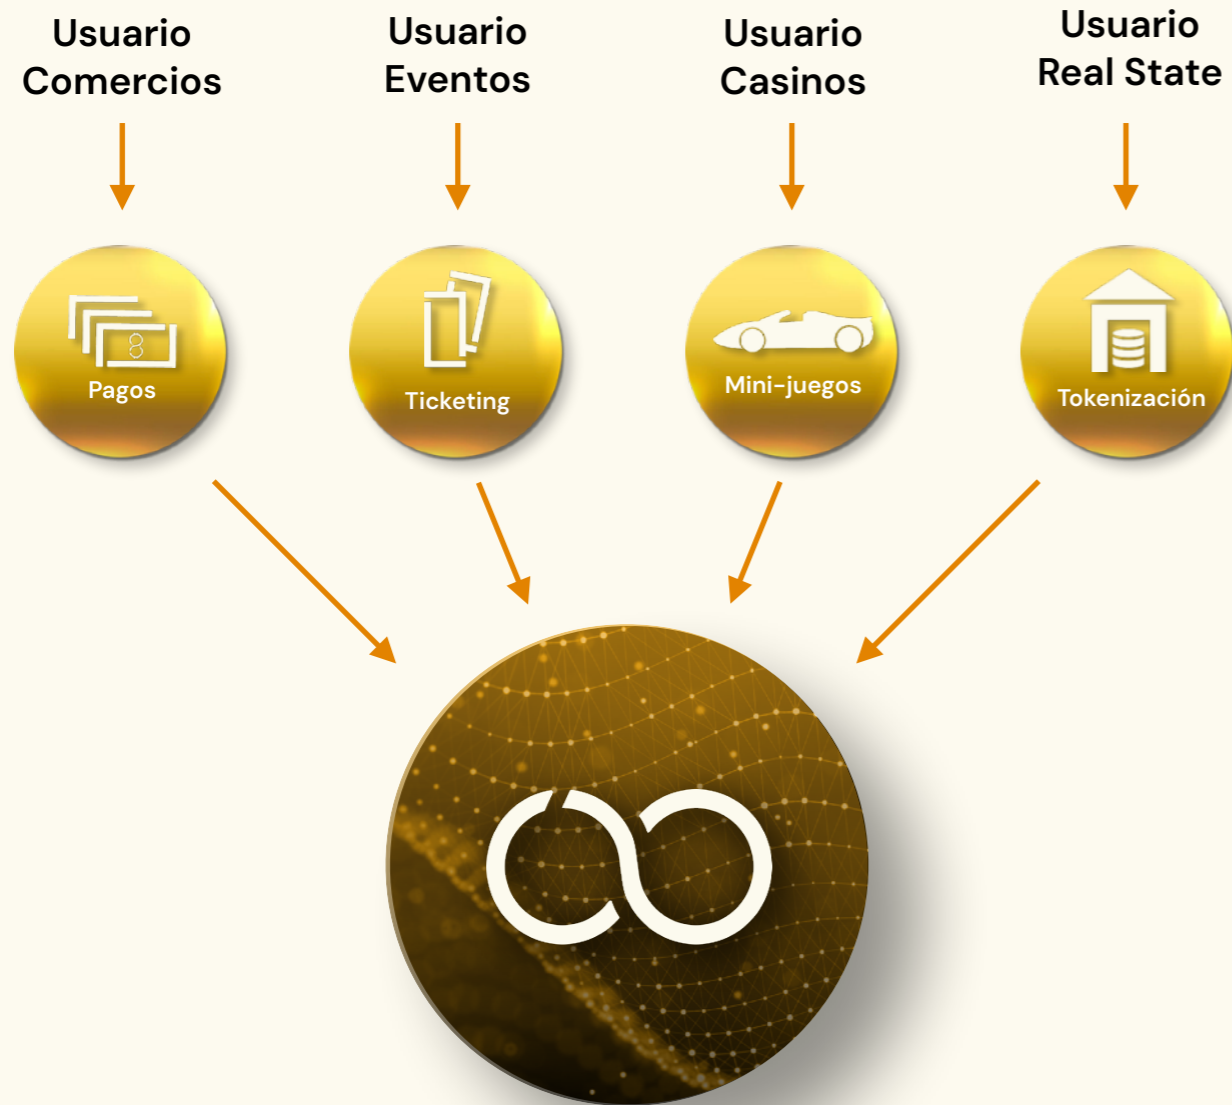 Usuario
Comercios
Usuario
Eventos
Usuario
Casinos
Usuario
Real State
Pagos
Ticketing
Mini-juegos
Tokenización